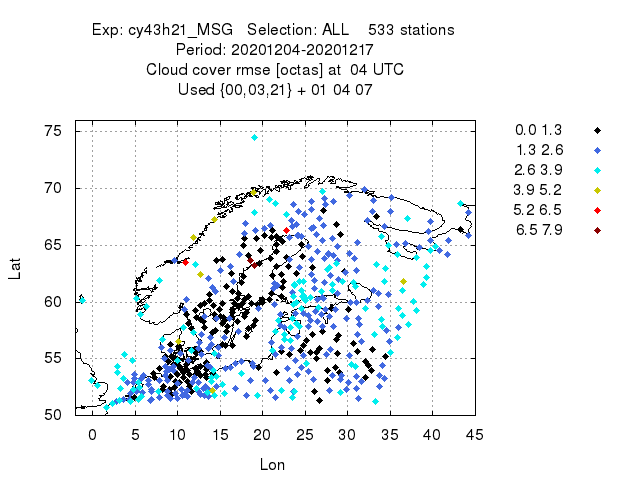 Exp: cy43h21_MSG   Selection: ALL    533 stations
Period: 20201204-20201217
Cloud cover rmse [octas] at  04 UTC
Used {00,03,21} + 01 04 07
0.0 1.3
1.3 2.6
2.6 3.9
3.9 5.2
5.2 6.5
6.5 7.9
75
70
65
60
55
50
Lat
0 5 10 15 20 25 30 35 40 45
Lon